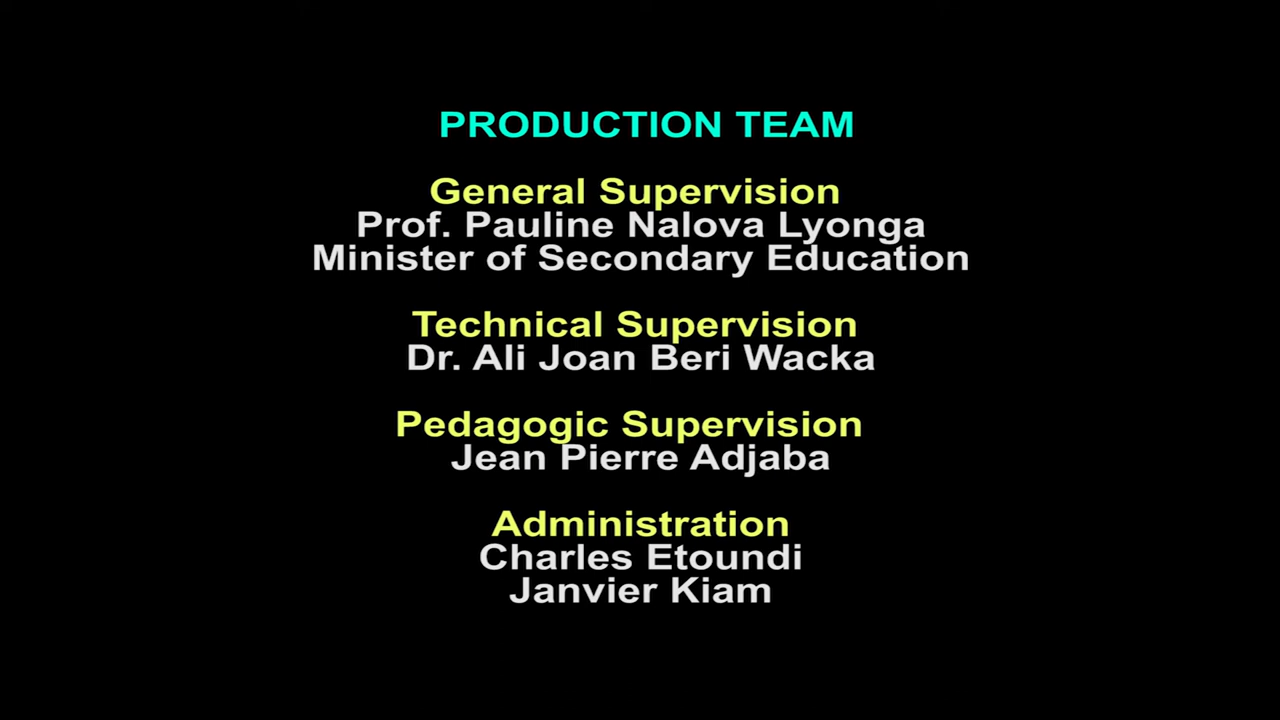 PRODUCTION TEAM
General Supervision
Prof. Pauline Nalova Lyonga
Minister of Secondary Education
Technical Supervision
Dr. Ali Joan Beri Wacka
Pedagogic Supervision
Jean Pierre Adjaba
Administration
Charles Etoundi
Janvier Kiam